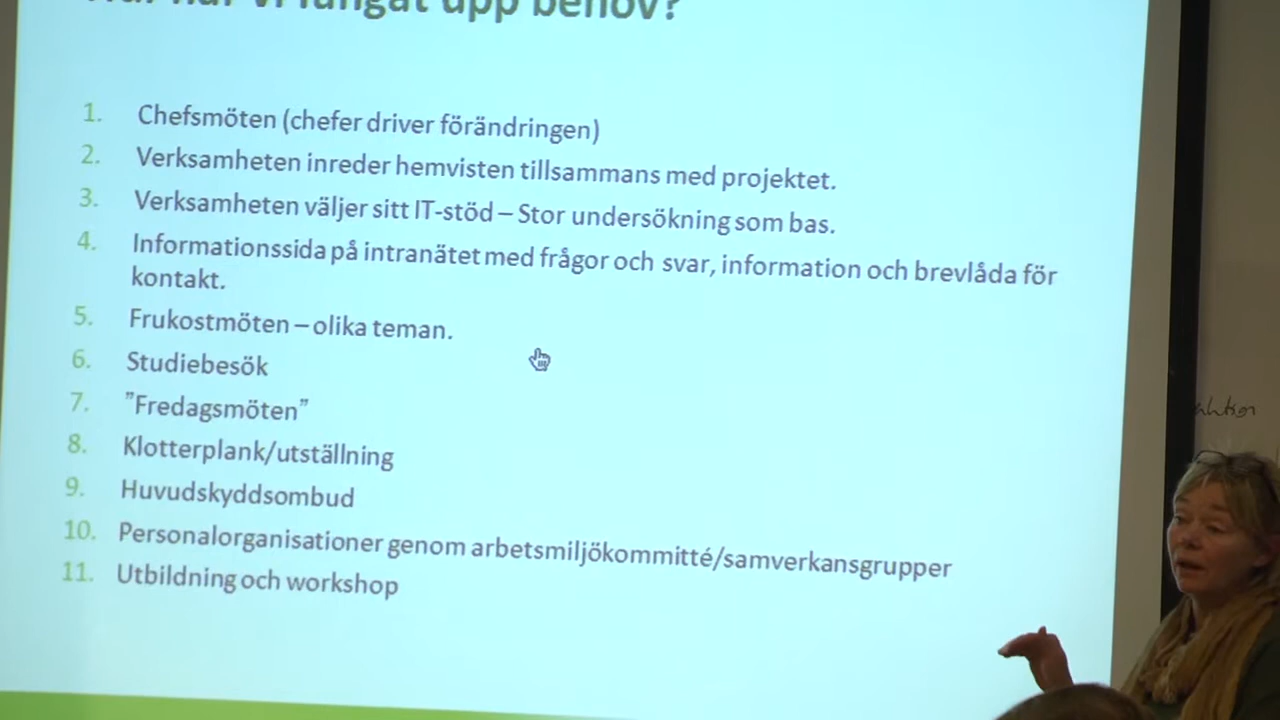 Hur har vi fångat upp behov?
1. Chefsmöten (chefer driver förändringen)
2. Verksamheten inreder hemvisten tillsammans med projektet.
3. Verksamheten väljer sitt IT-stöd – Stor undersökning som bas.
4. Informationssida på intranätet med frågor och svar, information och brevlåda för
kontakt.
5. Frukostmöten – olika teman.
6. Studiebesök
7. ”Fredagsmöten”
8. Klotterplank/utställning
9. Huvudskyddsombud
10. Personalorganisationer genom arbetsmiljökommitté/samverkansgrupper
11. Utbildning och workshop